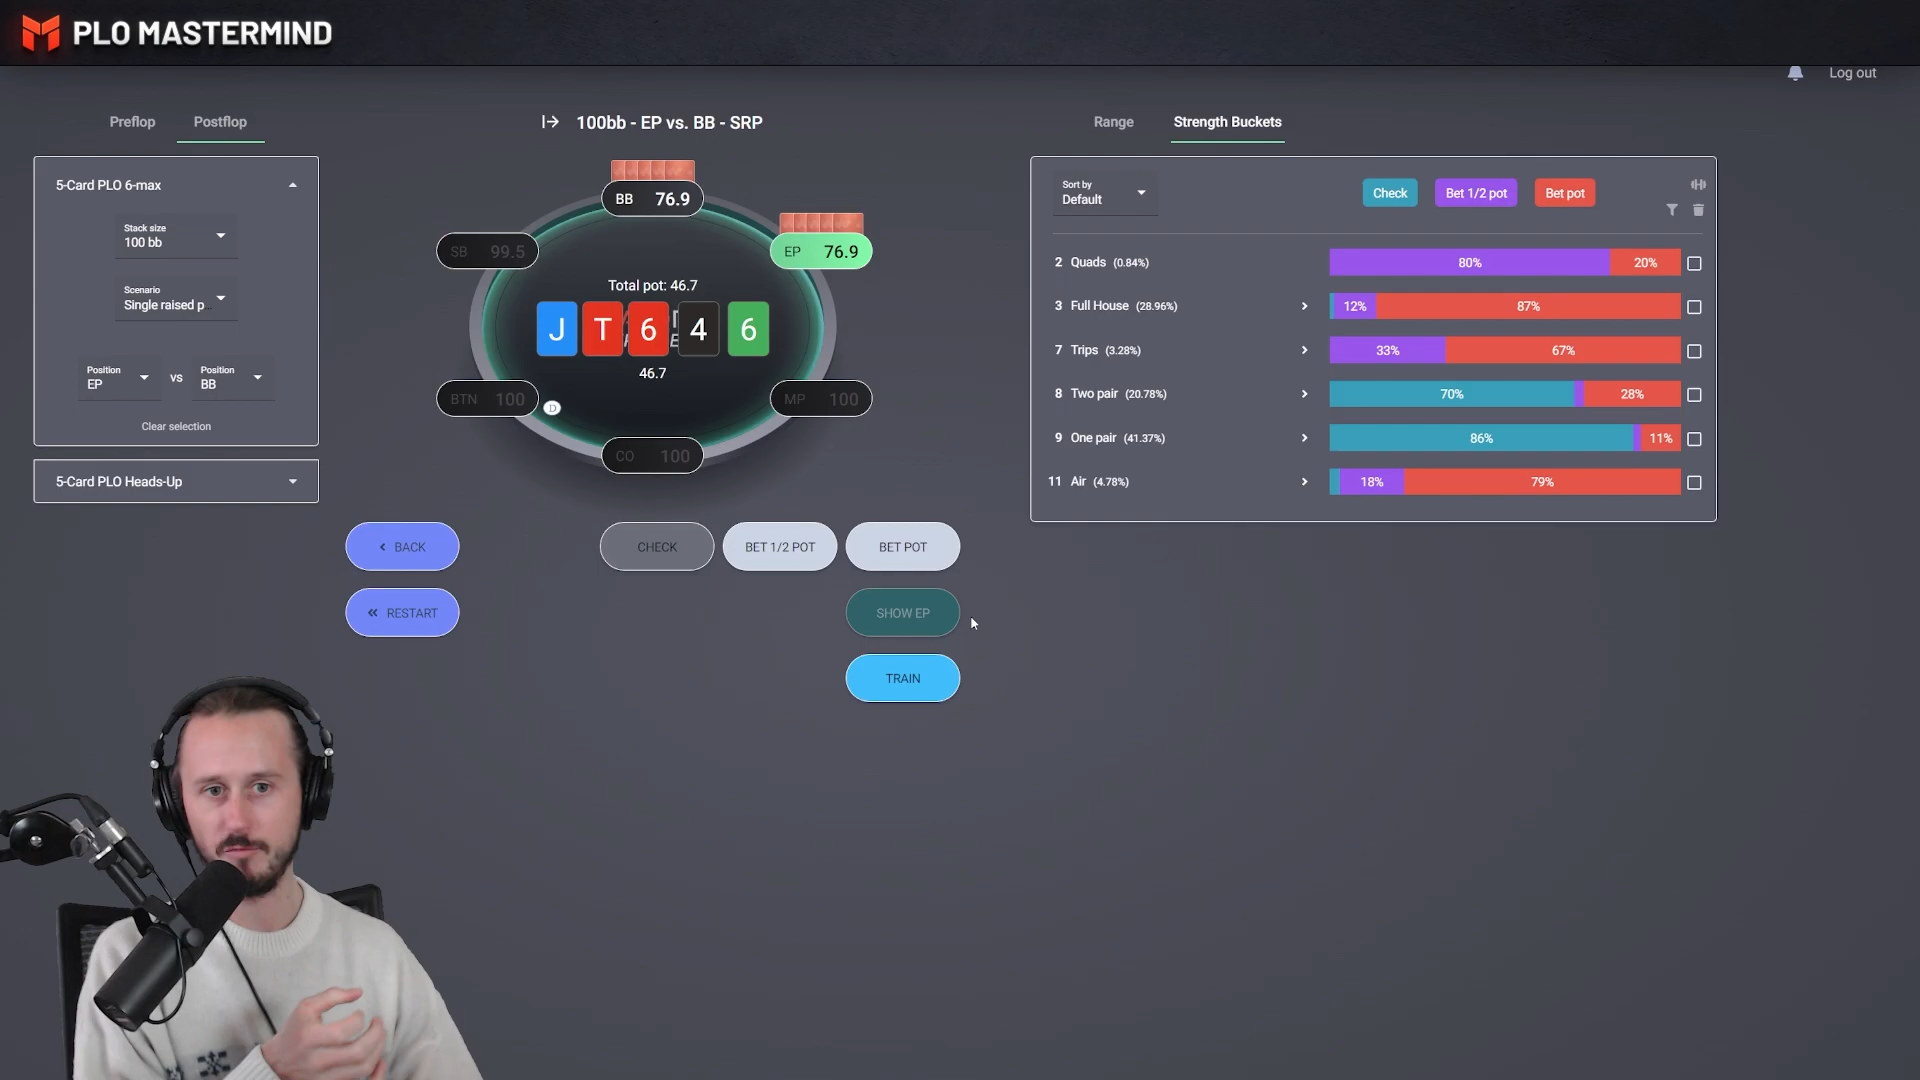 PLO MASTERMIND
Log out
Preflop
Postflop
100bb - EP vs. BB - SRP
Range
Strength Buckets
5-Card PLO 6-max
Stack size
100 bb
Scenario
Single raised p
Position
EP
vs
Position
BB
Clear selection
5-Card PLO Heads-Up
BB 76.9
SB 99.5
EP 76.9
Total pot: 46.7
J T 6 4 6
46.7
BTN 100
D
MP 100
CO 100
BACK
CHECK
BET 1/2 POT
BET POT
RESTART
SHOW EP
TRAIN
Sort by
Default
Check
Bet 1/2 pot
Bet pot
2 Quads (0.84%) 80% 20%
3 Full House (28.96%) 12% 87%
7 Trips (3.28%) 33% 67%
8 Two pair (20.78%) 70% 28%
9 One pair (41.37%) 86% 11%
11 Air (4.78%) 18% 79%